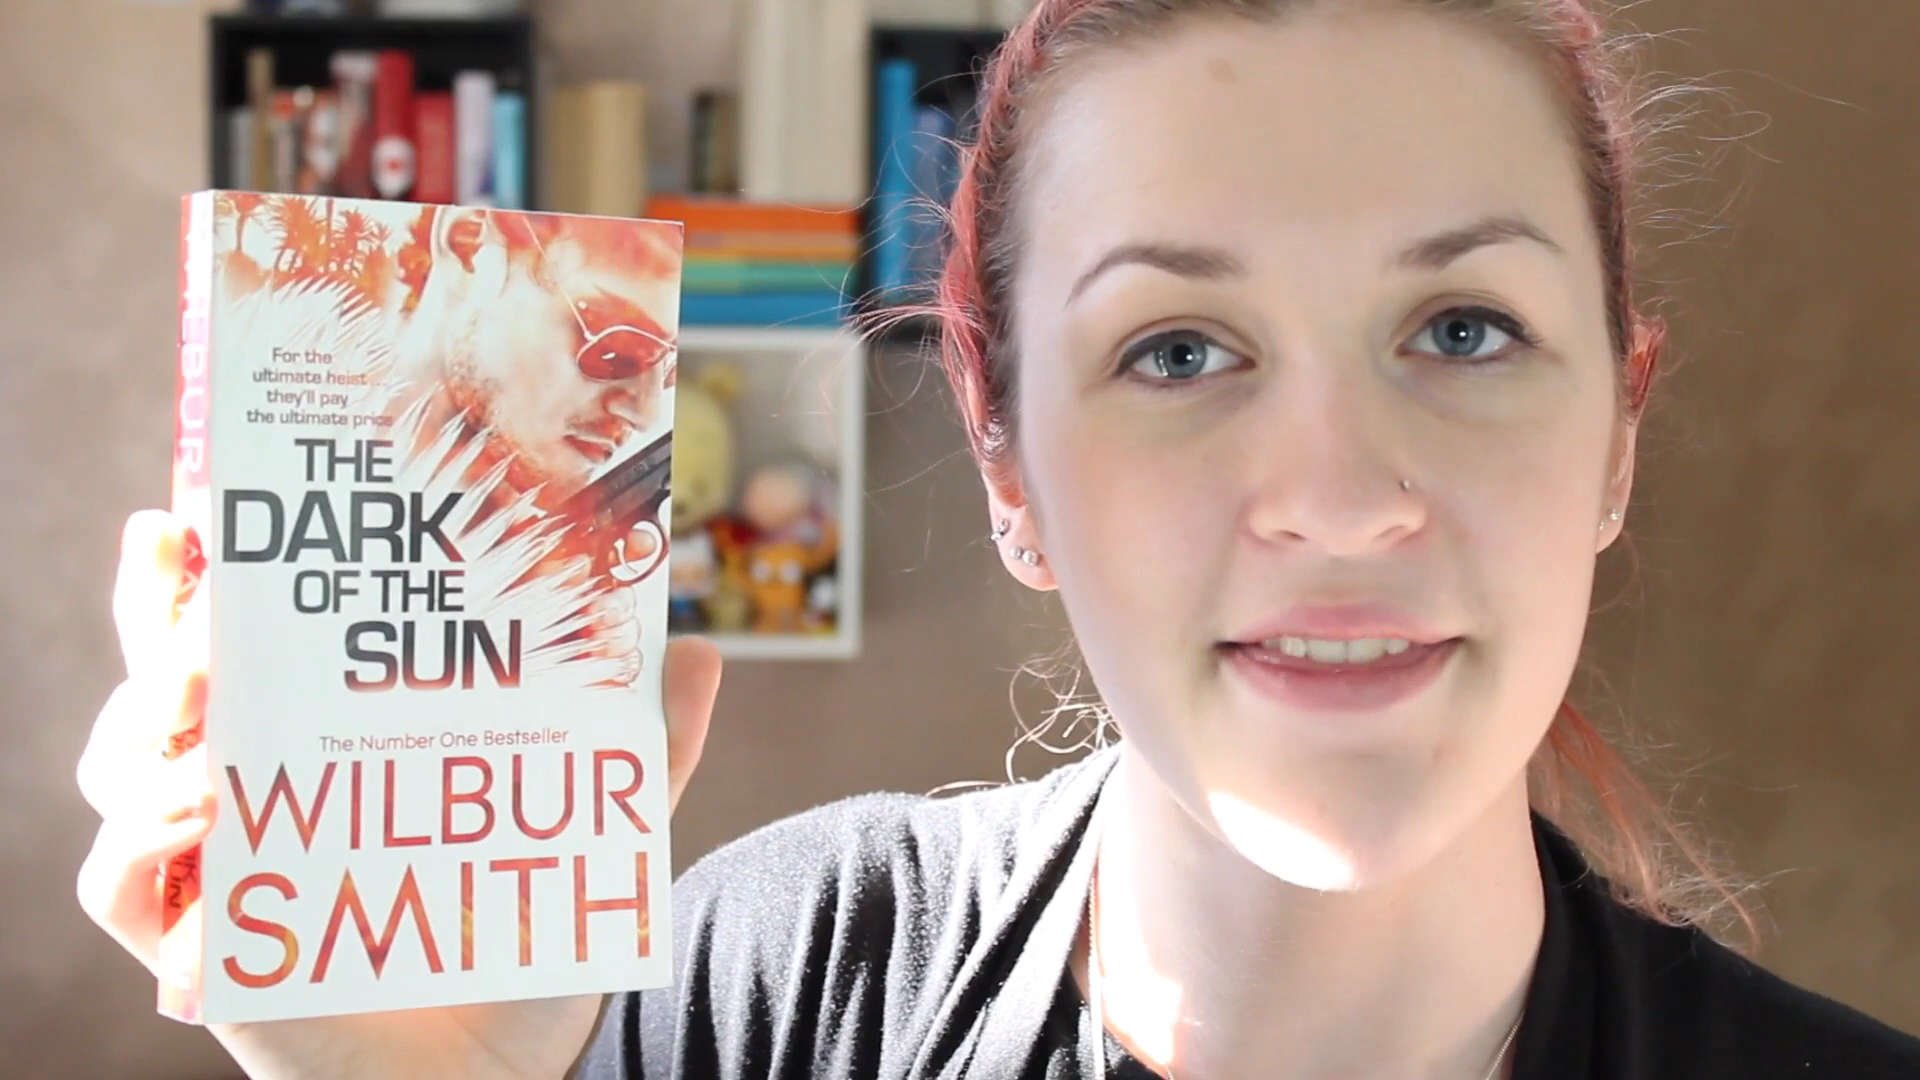 For the
ultimate heist...
they'll pay
the ultimate price
THE
DARK
OF THE
SUN
The Number One Bestseller
WILBUR
SMITH